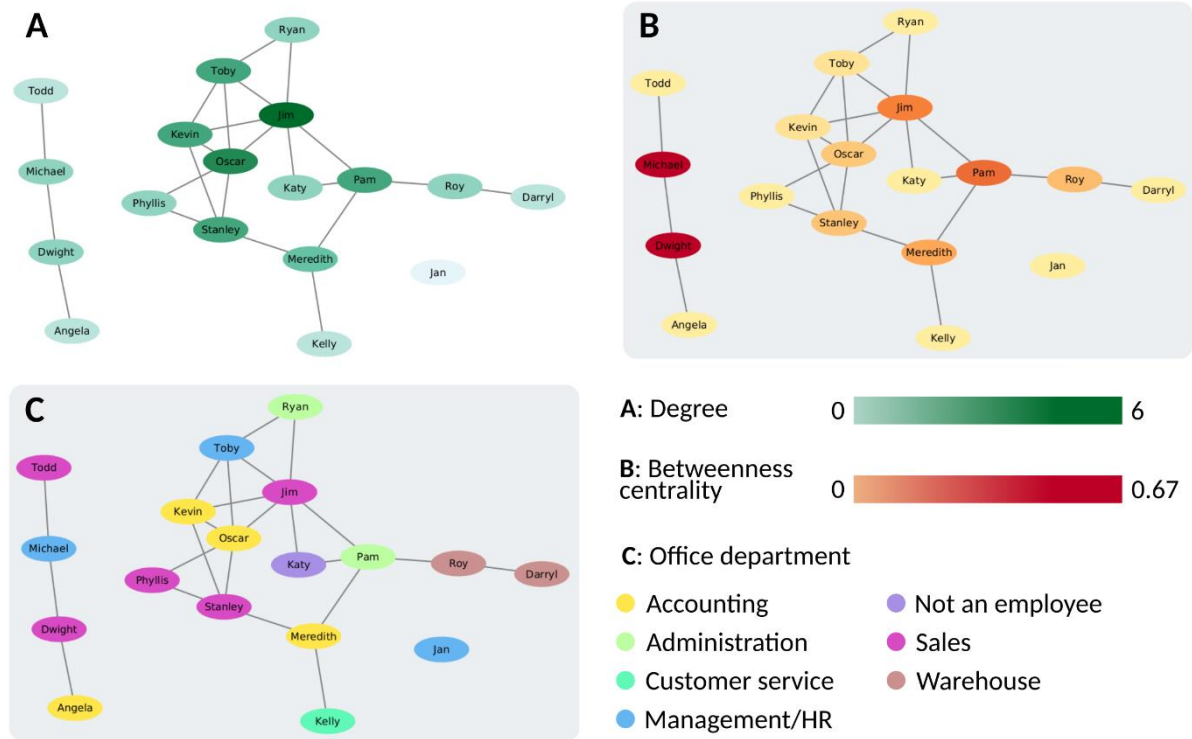 A
Ryan
Toby
Todd
Jim
Kevin
Oscar
Michael
Pam
Katy
Roy
Darryl
Phyllis
Stanley
Dwight
Meredith
Jan
Angela
Kelly
B
Ryan
Toby
Todd
Jim
Kevin
Oscar
Michael
Pam
Katy
Roy
Darryl
Phyllis
Stanley
Dwight
Meredith
Jan
Angela
Kelly
C
Ryan
Toby
Todd
Jim
Kevin
Oscar
Michael
Pam
Katy
Roy
Darryl
Phyllis
Stanley
Dwight
Meredith
Jan
Angela
Kelly
A: Degree 0 6
B: Betweenness
centrality 0 0.67
C: Office department
Accounting
Administration
Customer service
Management/HR
Not an employee
Sales
Warehouse